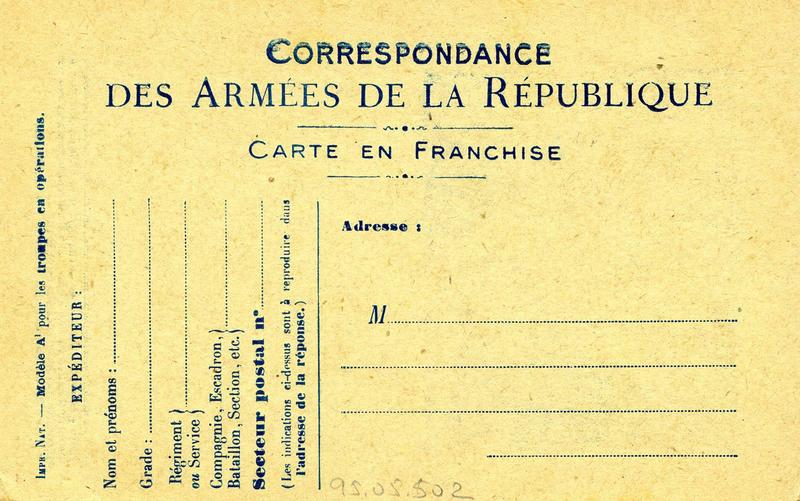 CORRESPONDANCE
DES ARMÉES DE LA RÉPUBLIQUE
CARTE EN FRANCHISE
IMPR. NAT. — Modèle A¹ pour les troupes en opérations.
EXPÉDITEUR :
Nom et prénoms :
Grade :
Régiment }
ou Service }
Compagnie, Escadron, }
Bataillon, Section, etc. }
Secteur postal n°
(Les indications ci-dessus sont à reproduire dans
l'adresse de la réponse.)
Adresse :
M
95.05.502